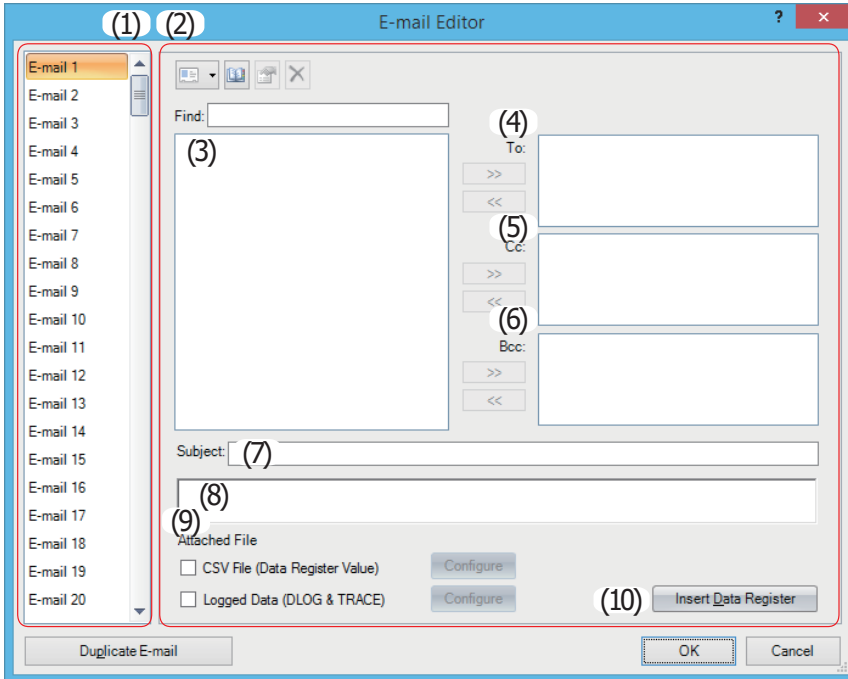 (1) (2) E-mail Editor ? ×
E-mail 1
E-mail 2
E-mail 3
E-mail 4
E-mail 5
E-mail 6
E-mail 7
E-mail 8
E-mail 9
E-mail 10
E-mail 11
E-mail 12
E-mail 13
E-mail 14
E-mail 15
E-mail 16
E-mail 17
E-mail 18
E-mail 19
E-mail 20
Find:
(3)
(4)
To:
>>
<<
(5)
Cc:
>>
<<
(6)
Bcc:
>>
<<
Subject: (7)
(8)
(9)
Attached File
CSV File (Data Register Value) Configure
Logged Data (DLOG & TRACE) Configure
(10) Insert Data Register
Duplicate E-mail OK Cancel